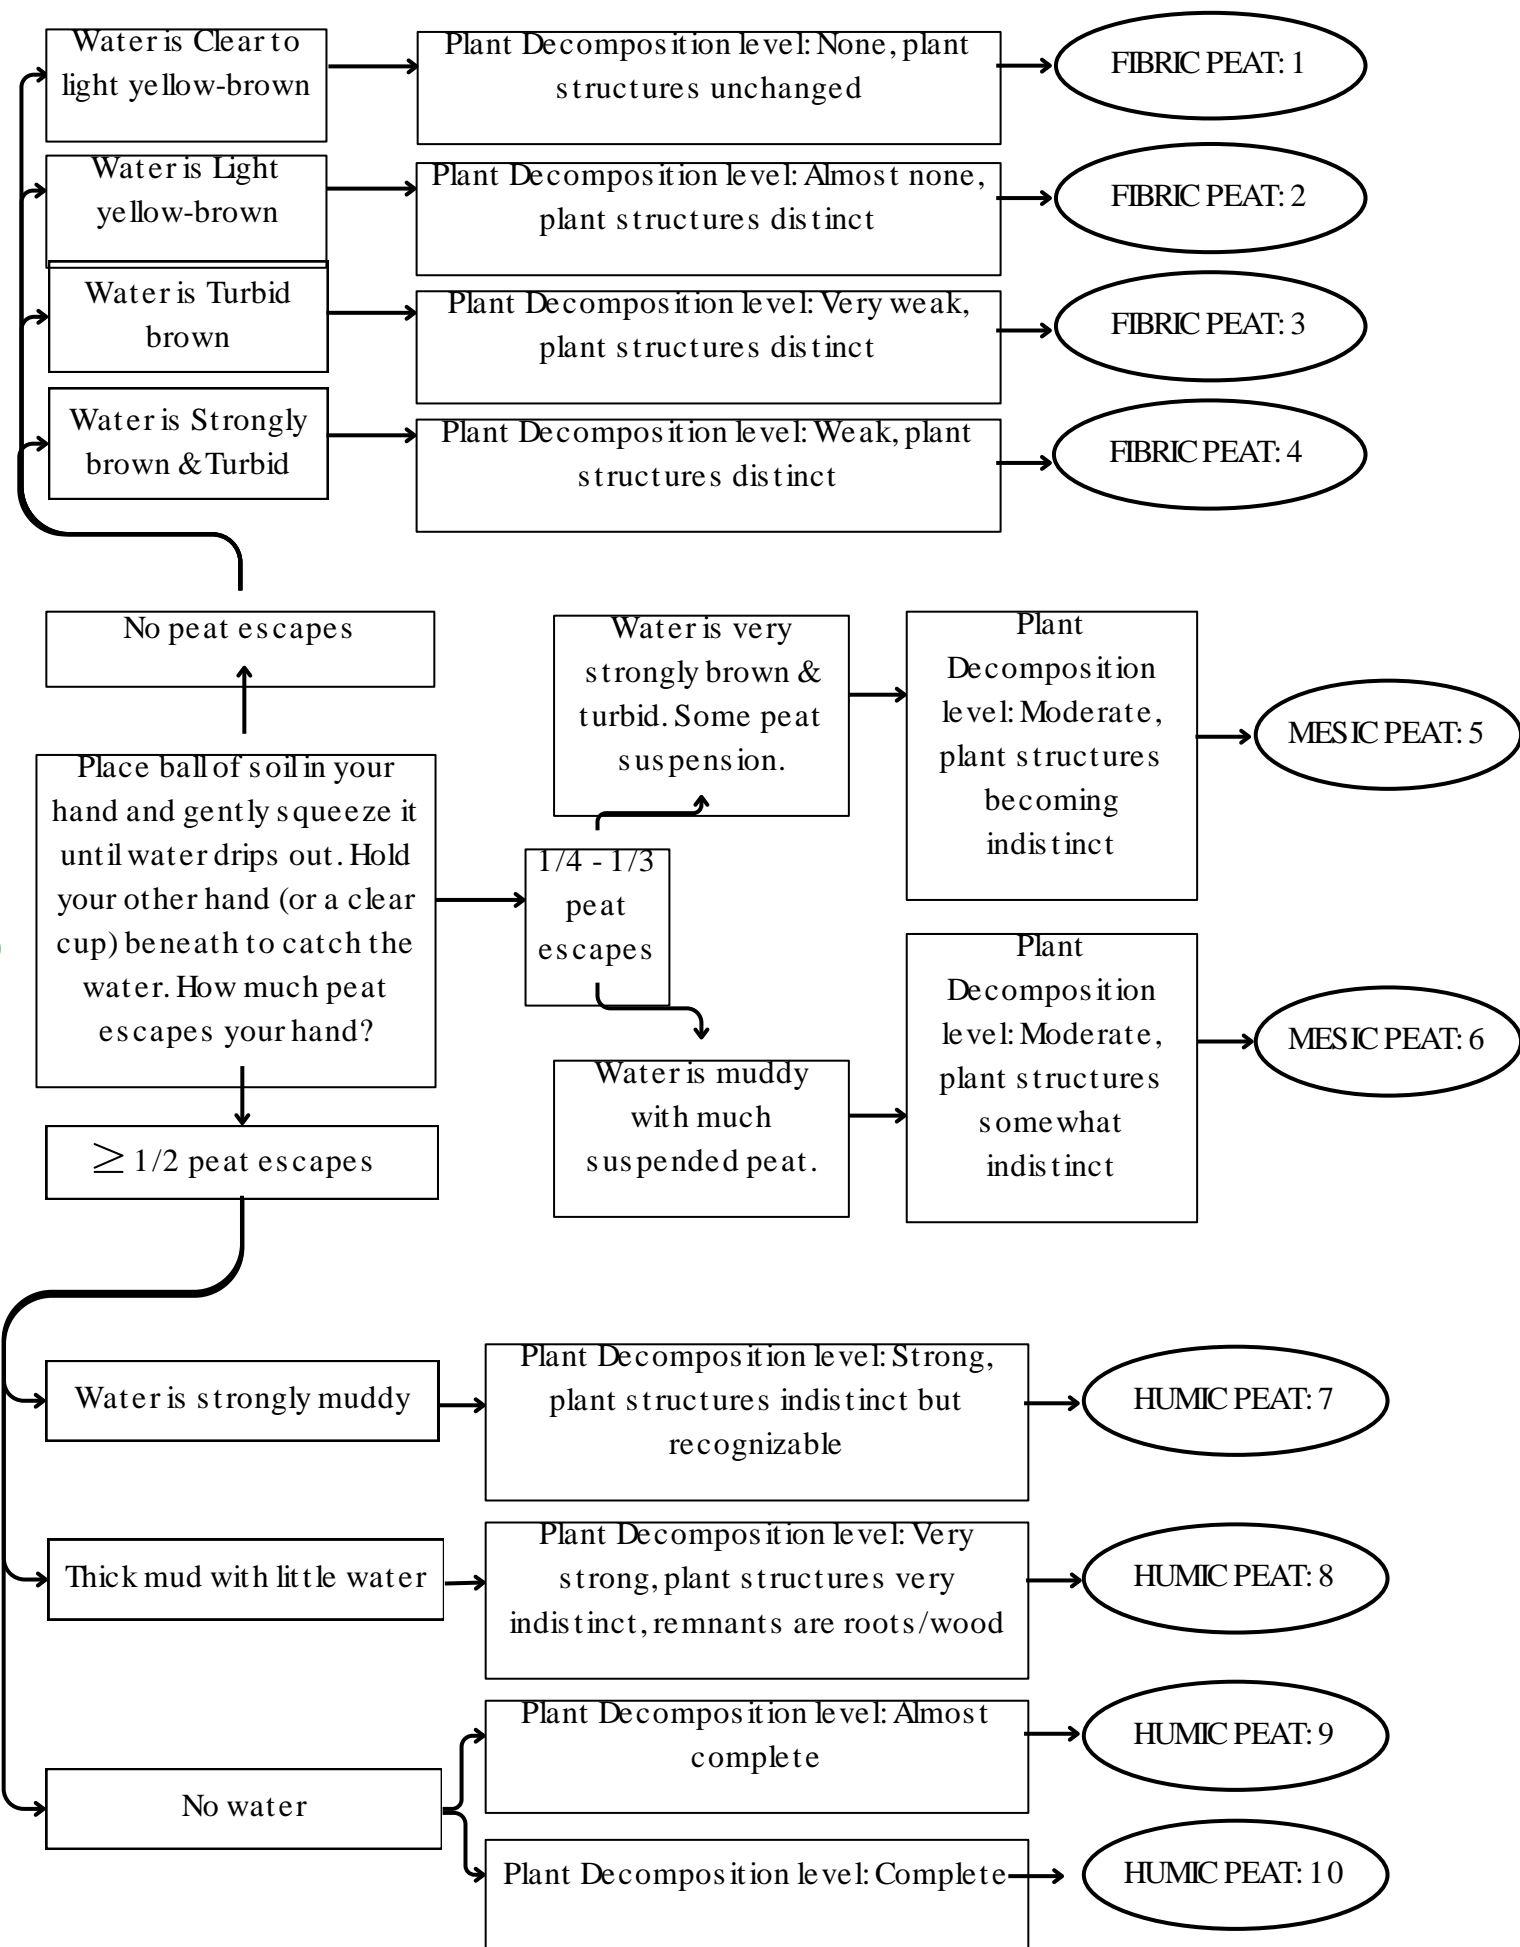 Water is Clear to
light yellow-brown
Plant Decomposition level: None, plant
structures unchanged
FIBRIC PEAT: 1
Water is Light
yellow-brown
Plant Decomposition level: Almost none,
plant structures distinct
FIBRIC PEAT: 2
Water is Turbid
brown
Plant Decomposition level: Very weak,
plant structures distinct
FIBRIC PEAT: 3
Water is Strongly
brown & Turbid
Plant Decomposition level: Weak, plant
structures distinct
FIBRIC PEAT: 4
No peat escapes
Place ball of soil in your
hand and gently squeeze it
until water drips out. Hold
your other hand (or a clear
cup) beneath to catch the
water. How much peat
escapes your hand?
1/4 - 1/3
peat
escapes
Water is very
strongly brown &
turbid. Some peat
suspension.
Plant
Decomposition
level: Moderate,
plant structures
becoming
indistinct
MESIC PEAT: 5
Water is muddy
with much
suspended peat.
Plant
Decomposition
level: Moderate,
plant structures
somewhat
indistinct
MESIC PEAT: 6
≥ 1/2 peat escapes
Water is strongly muddy
Plant Decomposition level: Strong,
plant structures indistinct but
recognizable
HUMIC PEAT: 7
Thick mud with little water
Plant Decomposition level: Very
strong, plant structures very
indistinct, remnants are roots/wood
HUMIC PEAT: 8
No water
Plant Decomposition level: Almost
complete
HUMIC PEAT: 9
Plant Decomposition level: Complete
HUMIC PEAT: 10